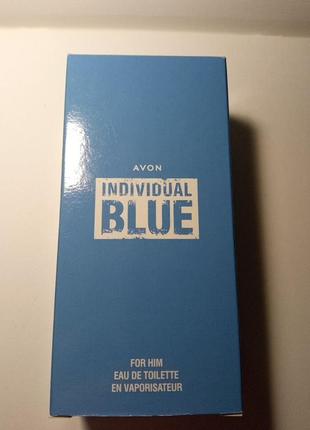 AVON
INDIVIDUAL
BLUE
FOR HIM
EAU DE TOILETTE
EN VAPORISATEUR